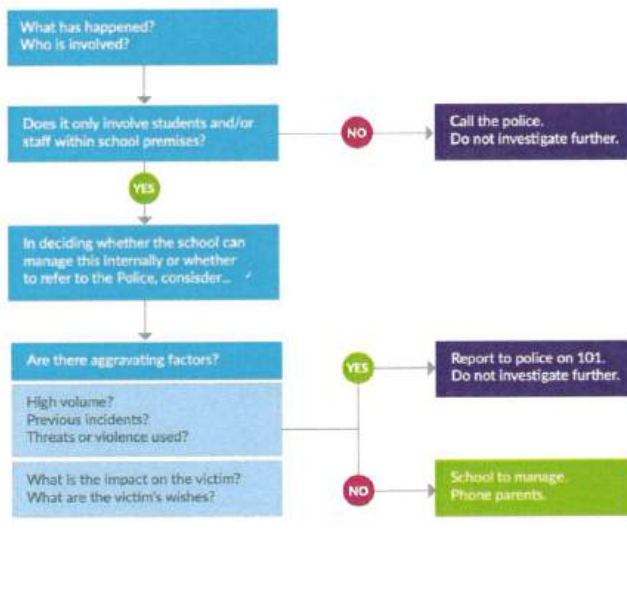 What has happened?
Who is involved?
Does it only involve students and/or
staff within school premises?
NO
Call the police.
Do not investigate further.
YES
In deciding whether the school can
manage this internally or whether
to refer to the Police, consisder...
Are there aggravating factors?
High volume?
Previous incidents?
Threats or violence used?
What is the impact on the victim?
What are the victim's wishes?
YES
Report to police on 101.
Do not investigate further.
NO
School to manage.
Phone parents.